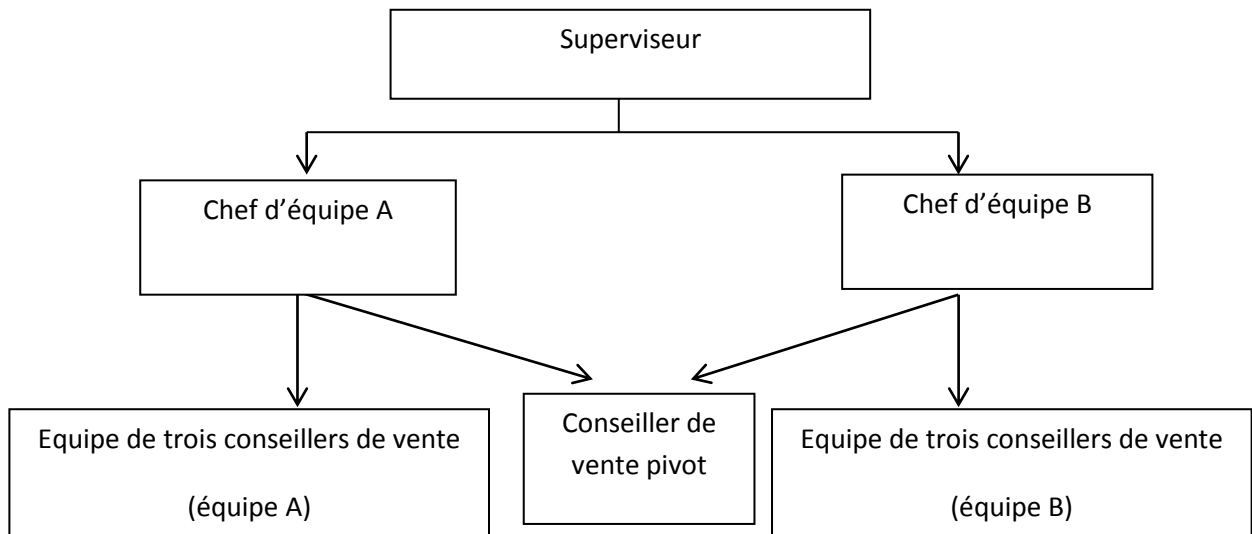 Superviseur
Chef d’équipe A
Chef d’équipe B
Equipe de trois conseillers de vente
(équipe A)
Conseiller de
vente pivot
Equipe de trois conseillers de vente
(équipe B)